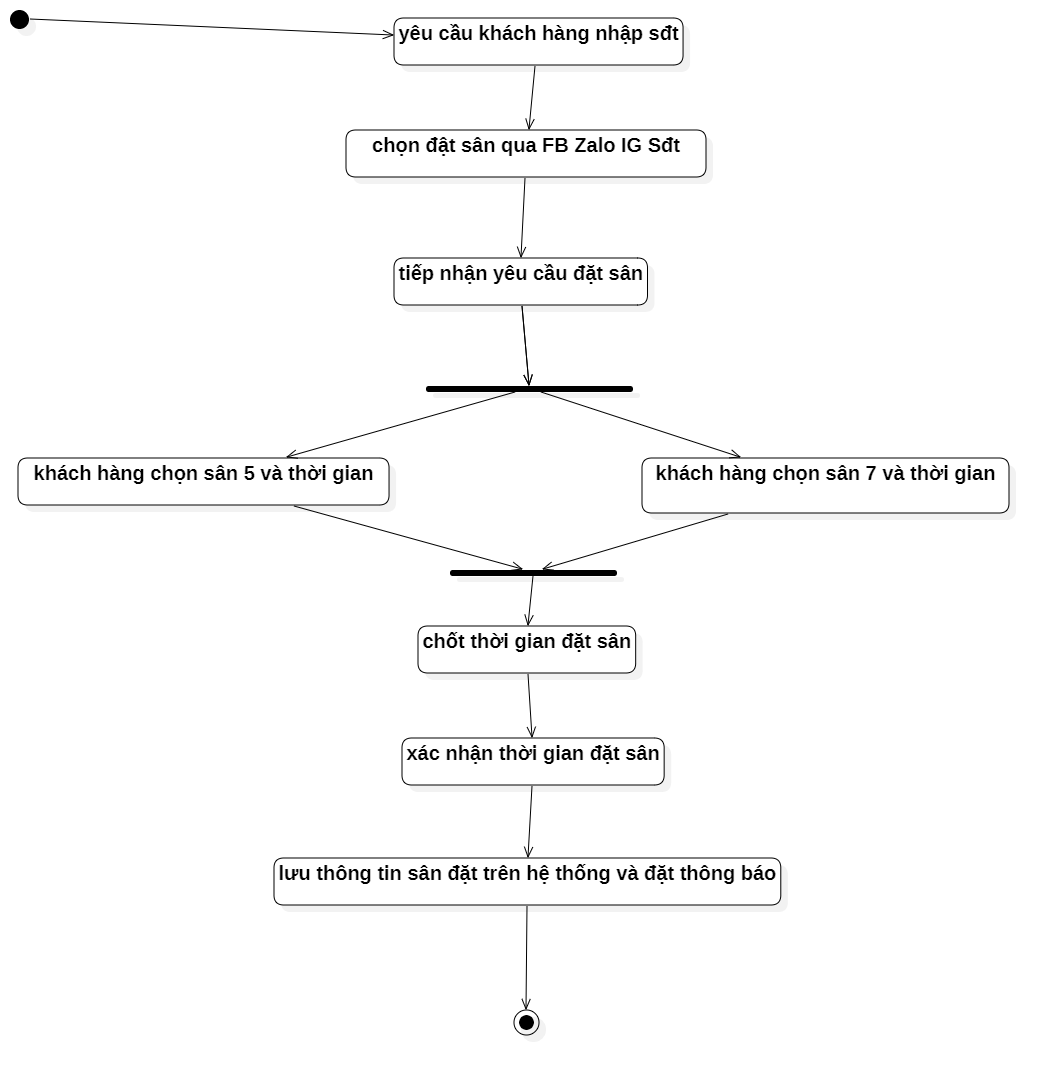 yêu cầu khách hàng nhập sđt
chọn đật sân qua FB Zalo IG Sđt
tiếp nhận yêu cầu đặt sân
khách hàng chọn sân 5 và thời gian
khách hàng chọn sân 7 và thời gian
chốt thời gian đặt sân
xác nhận thời gian đặt sân
lưu thông tin sân đặt trên hệ thống và đặt thông báo